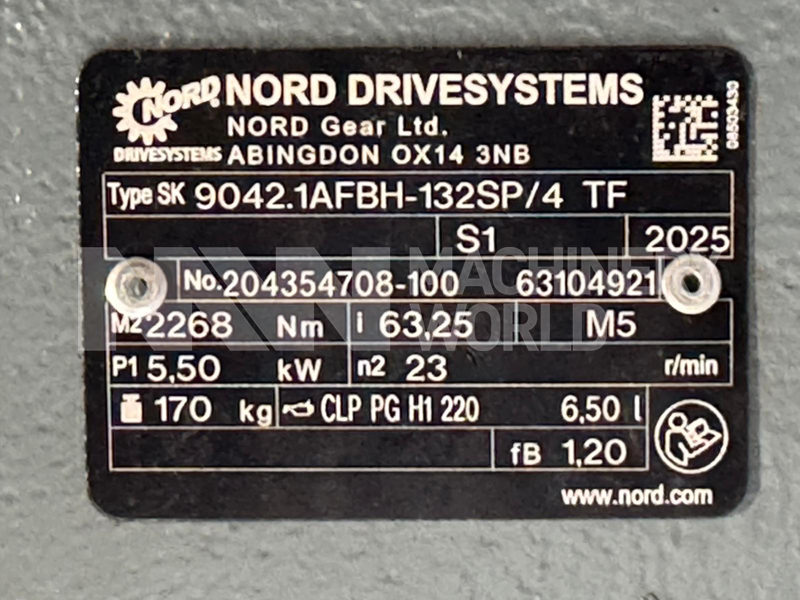 NORD DRIVESYSTEMS
NORD
DRIVESYSTEMS
NORD Gear Ltd.
ABINGDON OX14 3NB
08503433
Type SK 9042.1AFBH-132SP/4 TF
S1 2025
No. 204354708-100 63104921
M2 2268 Nm i 63,25 M5
P1 5,50 kW n2 23 r/min
170 kg CLP PG H1 220 6,50 l
fB 1,20
www.nord.com
MACHINERY
WORLD